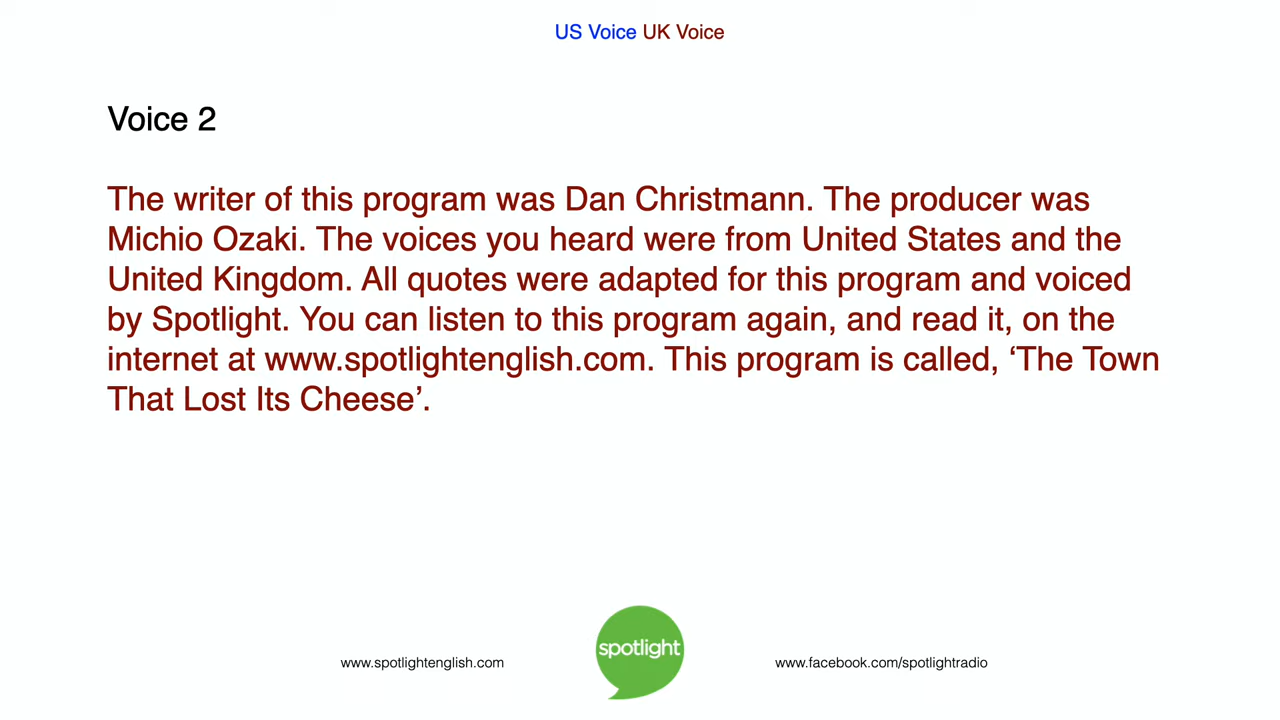 US Voice UK Voice
Voice 2
The writer of this program was Dan Christmann. The producer was
Michio Ozaki. The voices you heard were from United States and the
United Kingdom. All quotes were adapted for this program and voiced
by Spotlight. You can listen to this program again, and read it, on the
internet at www.spotlightenglish.com. This program is called, ‘The Town
That Lost Its Cheese’.
spotlight
www.spotlightenglish.com
www.facebook.com/spotlightradio